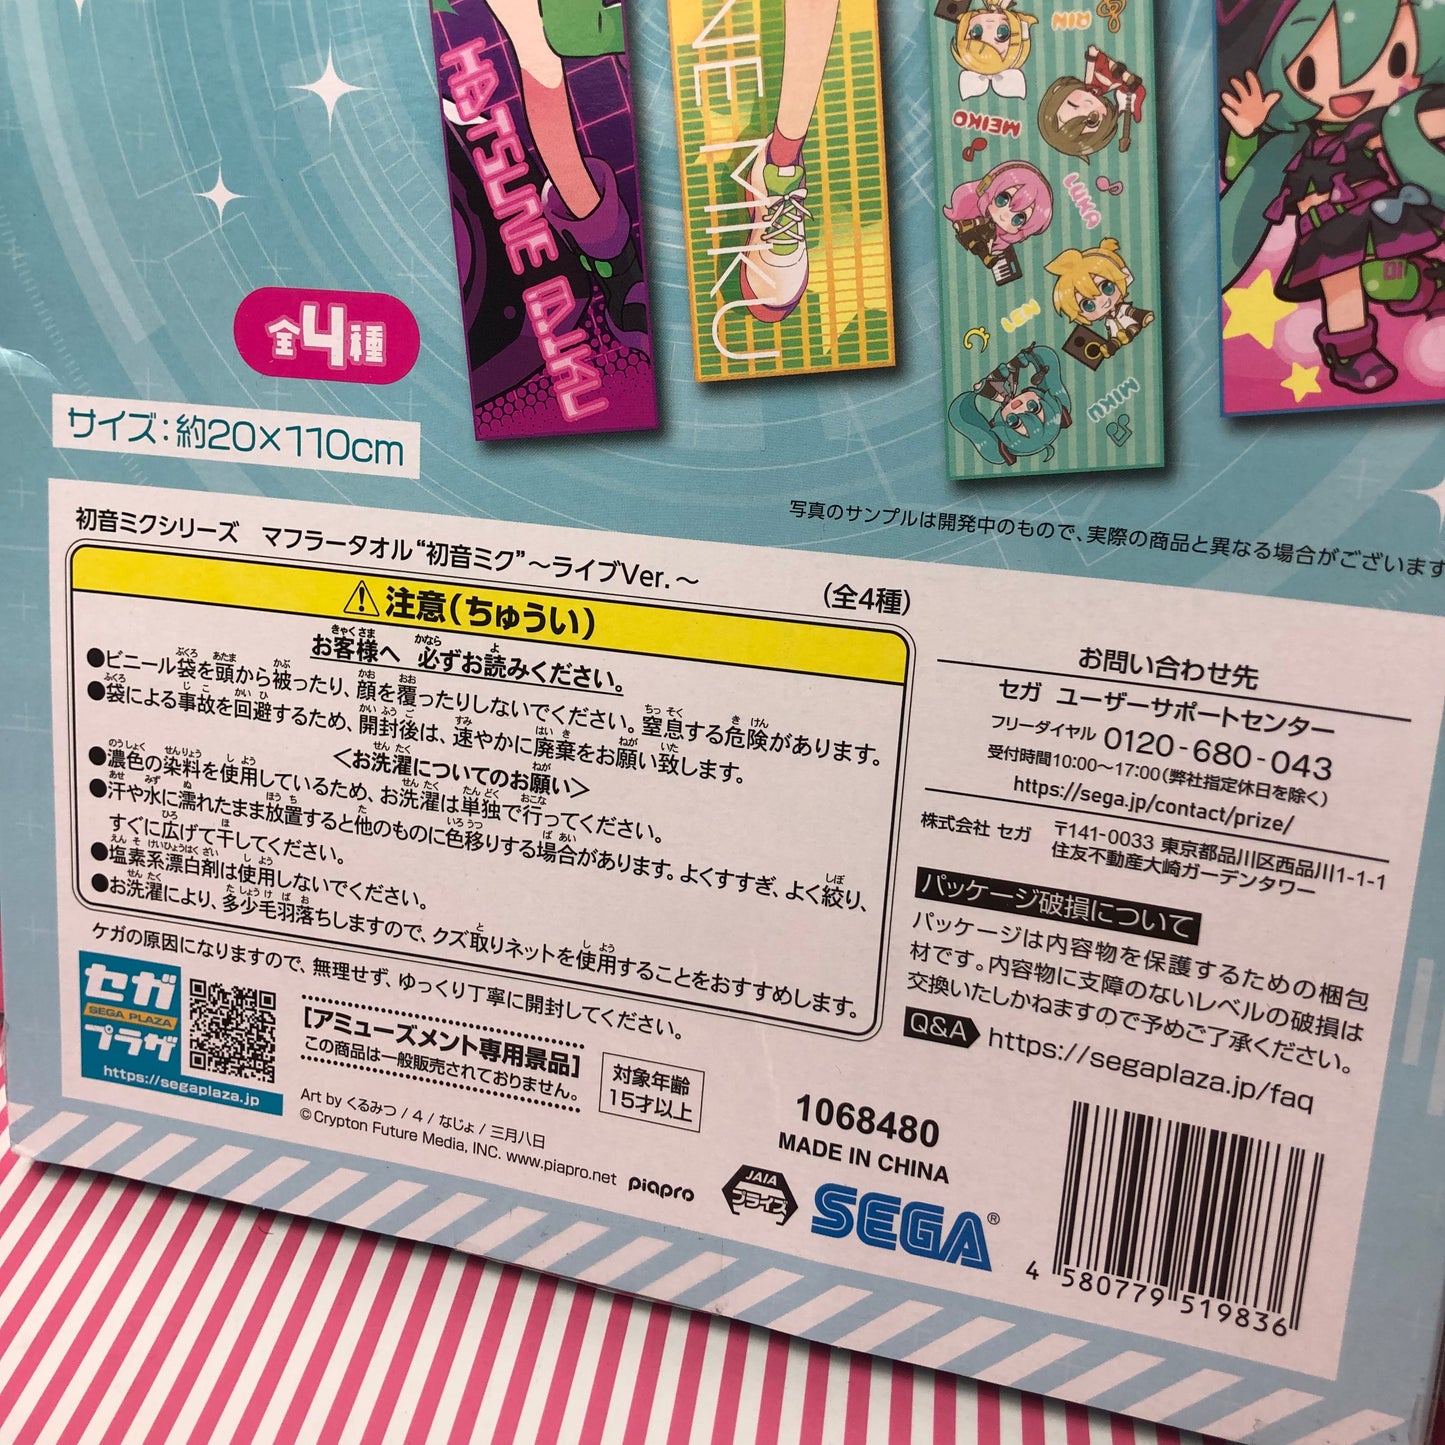 HATSUNE MIKU
NE MIKU
RIN
MEIKO
LUKA
LEN
MIKU
01
全4種
サイズ:約20×110cm
写真のサンプルは開発中のもので、実際の商品と異なる場合がございます
初音ミクシリーズ マフラータオル“初音ミク”～ライブVer.～ (全4種)
注意(ちゅうい)
お客様へ 必ずお読みください。
●ビニール袋を頭から被ったり、顔を覆ったりしないでください。窒息する危険があります。
●袋による事故を回避するため、開封後は、速やかに廃棄をお願い致します。
<お洗濯についてのお願い>
●濃色の染料を使用しているため、お洗濯は単独で行ってください。
●汗や水に濡れたまま放置すると他のものに色移りする場合があります。よくすすぎ、よく絞り、
すぐに広げて干してください。
●塩素系漂白剤は使用しないでください。
●お洗濯により、多少毛羽落ちしますので、クズ取りネットを使用することをおすすめします。
ケガの原因になりますので、無理せず、ゆっくり丁寧に開封してください。
セガ
SEGA PLAZA
プラザ
https://segaplaza.jp
[アミューズメント専用景品]
この商品は一般販売されておりません。
対象年齢
15才以上
Art by くるみつ / 4 / なじょ / 三月八日
© Crypton Future Media, INC. www.piapro.net piapro
お問い合わせ先
セガ ユーザーサポートセンター
フリーダイヤル 0120-680-043
受付時間10:00～17:00(弊社指定休日を除く)
https://sega.jp/contact/prize/
株式会社 セガ 〒141-0033 東京都品川区西品川1-1-1
住友不動産大崎ガーデンタワー
パッケージ破損について
パッケージは内容物を保護するための梱包
材です。内容物に支障のないレベルの破損は
交換いたしかねますので予めご了承ください。
Q&A https://segaplaza.jp/faq
1068480
MADE IN CHINA
JAIA
プライズ
SEGA®
4 580779 519836